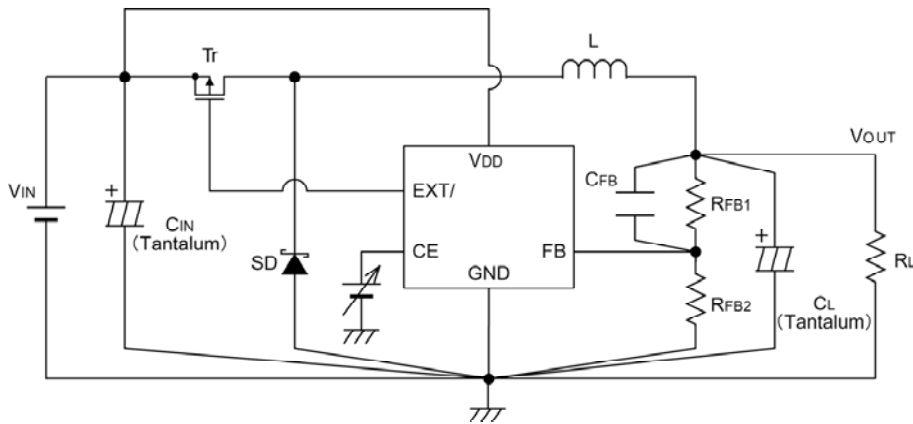 Tr
L
VOUT
VDD
VIN
+
CIN
(Tantalum)
EXT/
CFB
RFB1
SD
CE
FB
GND
+
RL
RFB2
CL
(Tantalum)